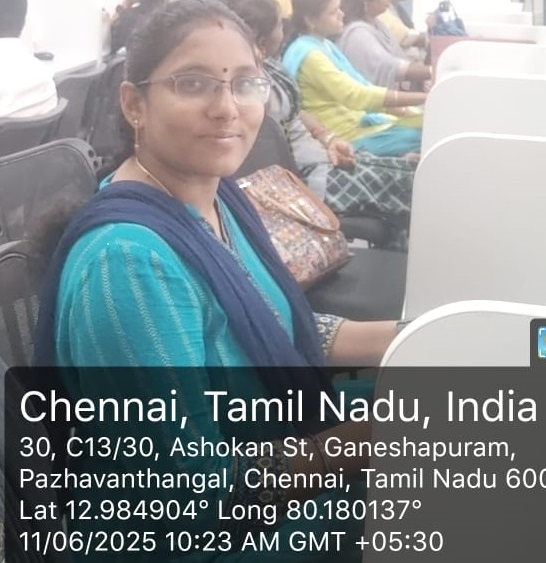 Chennai, Tamil Nadu, India
30, C13/30, Ashokan St, Ganeshapuram,
Pazhavanthangal, Chennai, Tamil Nadu 600
Lat 12.984904° Long 80.180137°
11/06/2025 10:23 AM GMT +05:30